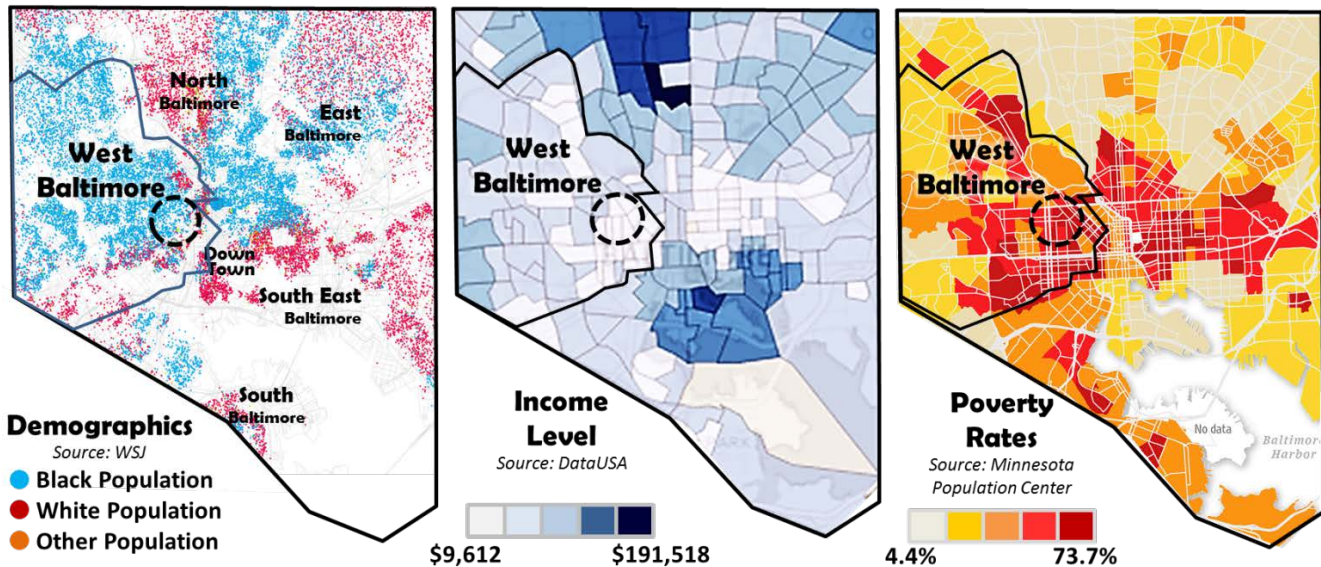 North
Baltimore
East
Baltimore
West
Baltimore
Down
Town
South East
Baltimore
South
Baltimore
Demographics
Source: WSJ
Black Population
White Population
Other Population
West
Baltimore
Income
Level
Source: DataUSA
$9,612
$191,518
West
Baltimore
Poverty
Rates
Source: Minnesota
Population Center
No data
Baltimore
Harbor
4.4%
73.7%